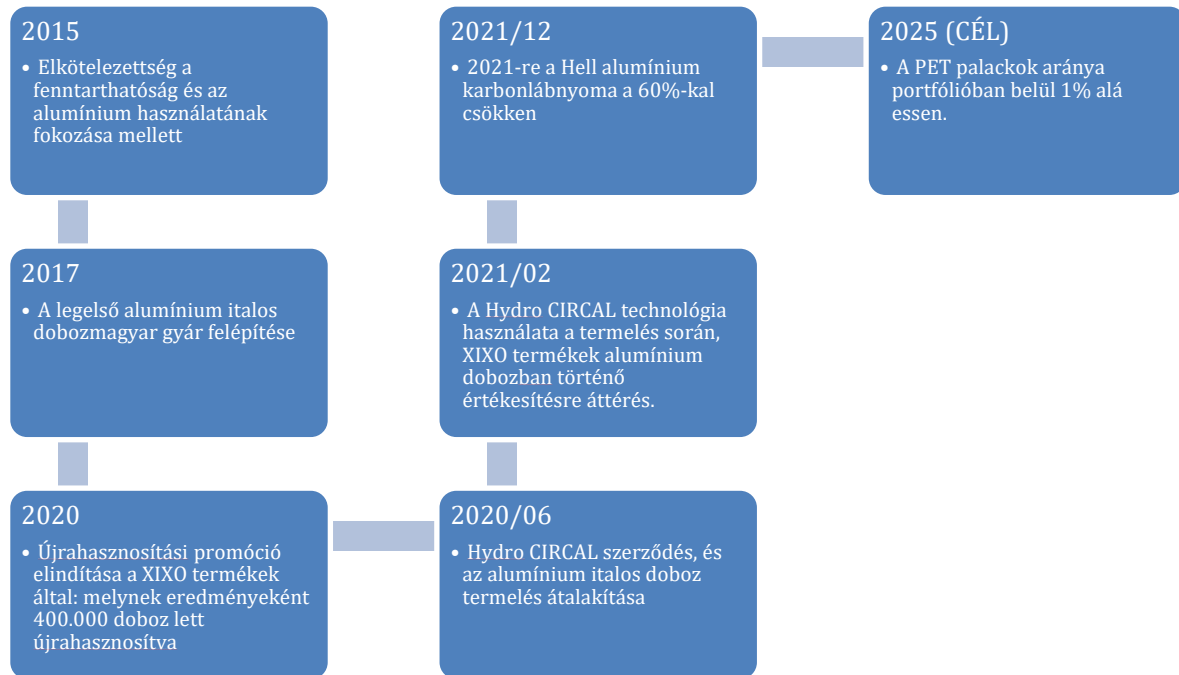 2015
• Elkötelezettség a
fenntarthatóság és az
alumínium használatának
fokozása mellett
2017
• A legelső alumínium italos
dobozmagyar gyár felépítése
2020
• Újrahasznosítási promóció
elindítása a XIXO termékek
által: melynek eredményeként
400.000 doboz lett
újrahasznosítva
2020/06
• Hydro CIRCAL szerződés, és
az alumínium italos doboz
termelés átalakítása
2021/02
• A Hydro CIRCAL technológia
használata a termelés során,
XIXO termékek alumínium
dobozban történő
értékesítésre áttérés.
2021/12
• 2021-re a Hell alumínium
karbonlábnyoma a 60%-kal
csökken
2025 (CÉL)
• A PET palackok aránya
portfólióban belül 1% alá
essen.